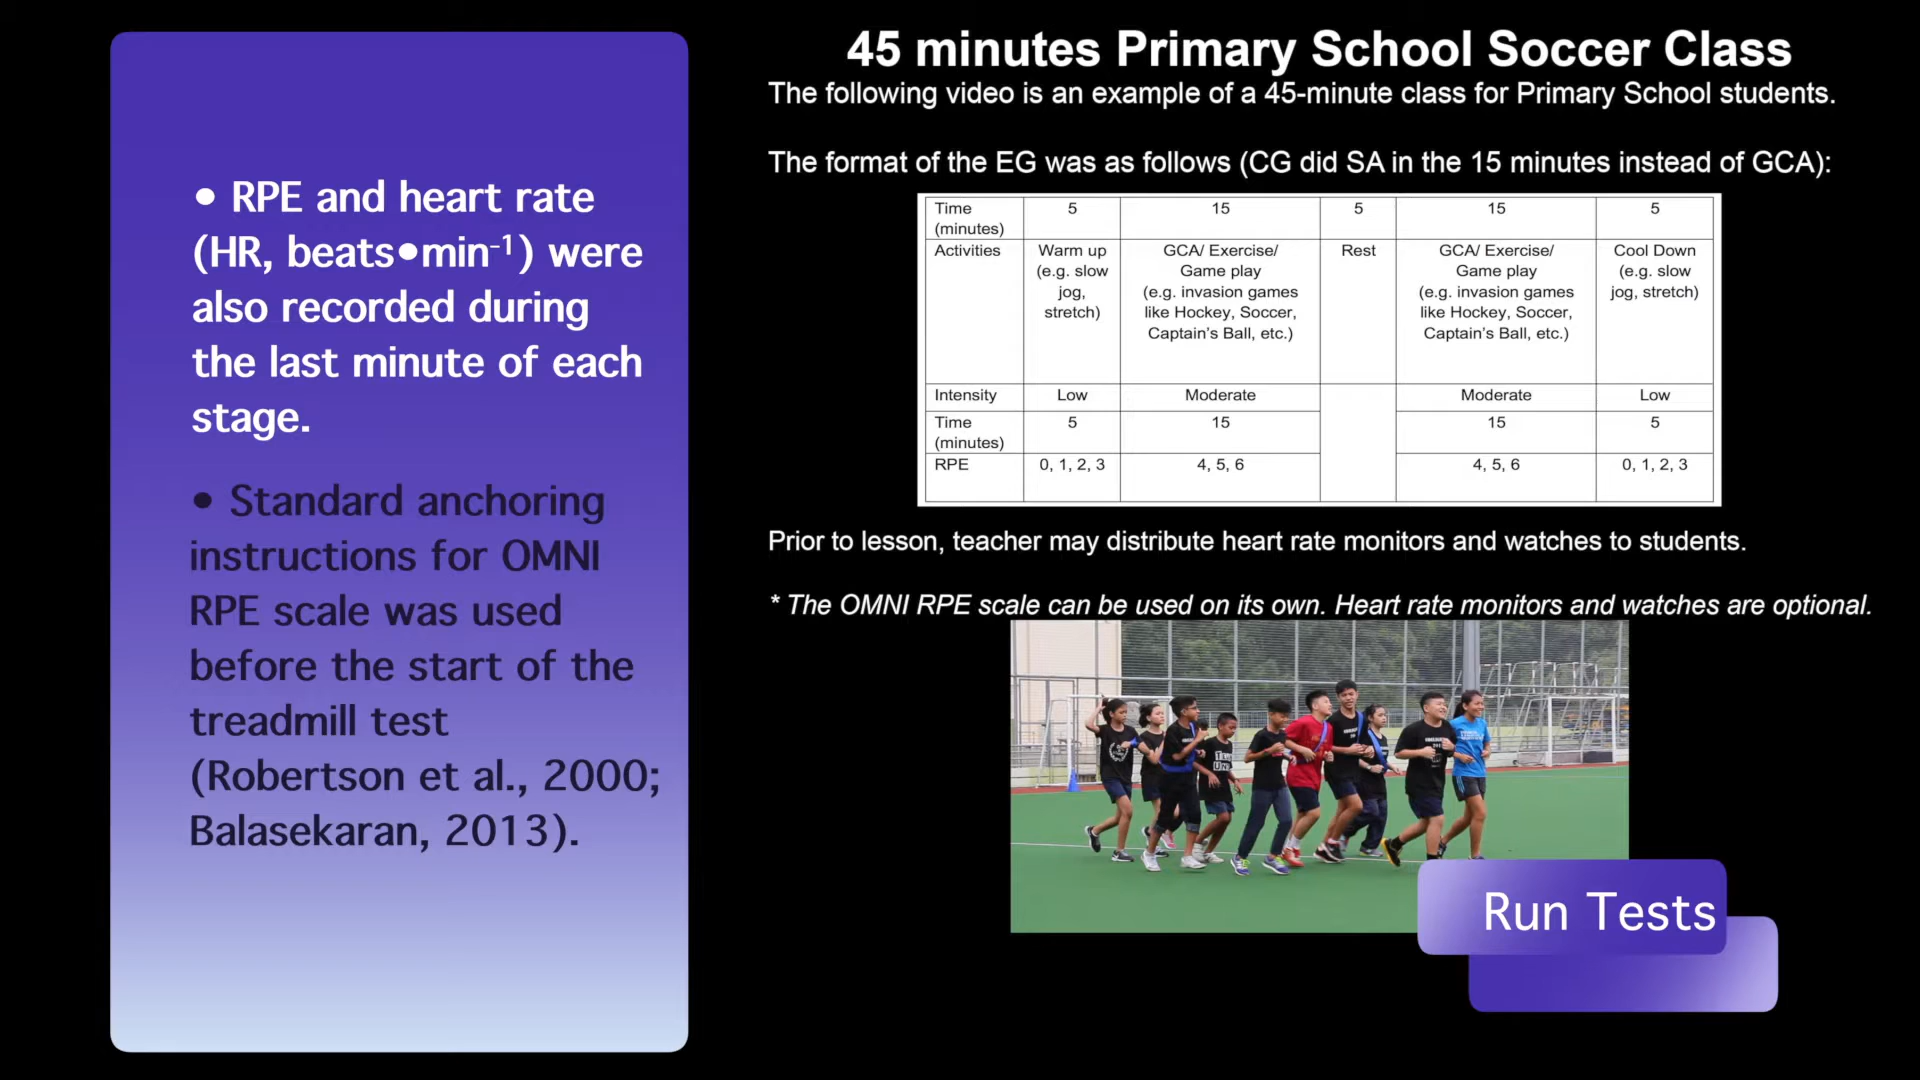 • RPE and heart rate
(HR, beats•min⁻¹) were
also recorded during
the last minute of each
stage.
• Standard anchoring
instructions for OMNI
RPE scale was used
before the start of the
treadmill test
(Robertson et al., 2000;
Balasekaran, 2013).
45 minutes Primary School Soccer Class
The following video is an example of a 45-minute class for Primary School students.
The format of the EG was as follows (CG did SA in the 15 minutes instead of GCA):
Time (minutes) 5 15 5 15 5
Activities Warm up GCA/ Exercise/ Rest GCA/ Exercise/ Cool Down
(e.g. slow Game play Game play (e.g. slow
jog, (e.g. invasion games (e.g. invasion games jog, stretch)
stretch) like Hockey, Soccer, like Hockey, Soccer,
Captain's Ball, etc.) Captain's Ball, etc.)
Intensity Low Moderate Moderate Low
Time (minutes) 5 15 15 5
RPE 0, 1, 2, 3 4, 5, 6 4, 5, 6 0, 1, 2, 3
Prior to lesson, teacher may distribute heart rate monitors and watches to students.
* The OMNI RPE scale can be used on its own. Heart rate monitors and watches are optional.
Run Tests